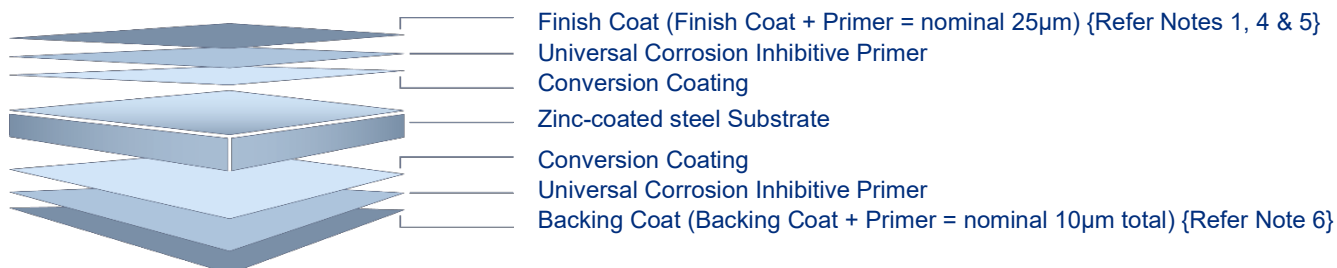 Finish Coat (Finish Coat + Primer = nominal 25µm) {Refer Notes 1, 4 & 5}
Universal Corrosion Inhibitive Primer
Conversion Coating
Zinc-coated steel Substrate
Conversion Coating
Universal Corrosion Inhibitive Primer
Backing Coat (Backing Coat + Primer = nominal 10µm total) {Refer Note 6}